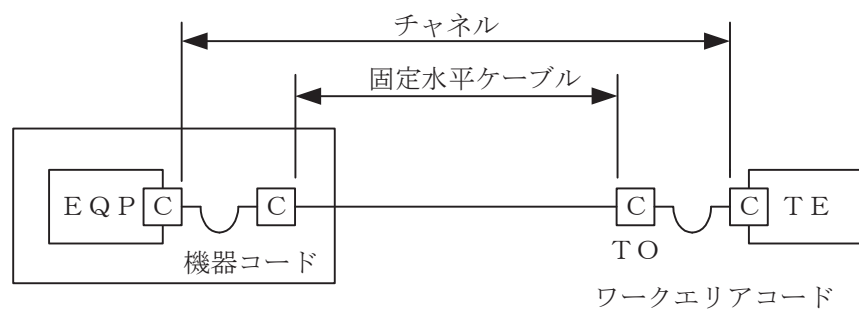 チャネル
固定水平ケーブル
ＥＱＰ Ｃ Ｃ Ｃ Ｃ ＴＥ
機器コード
ＴＯ
ワークエリアコード